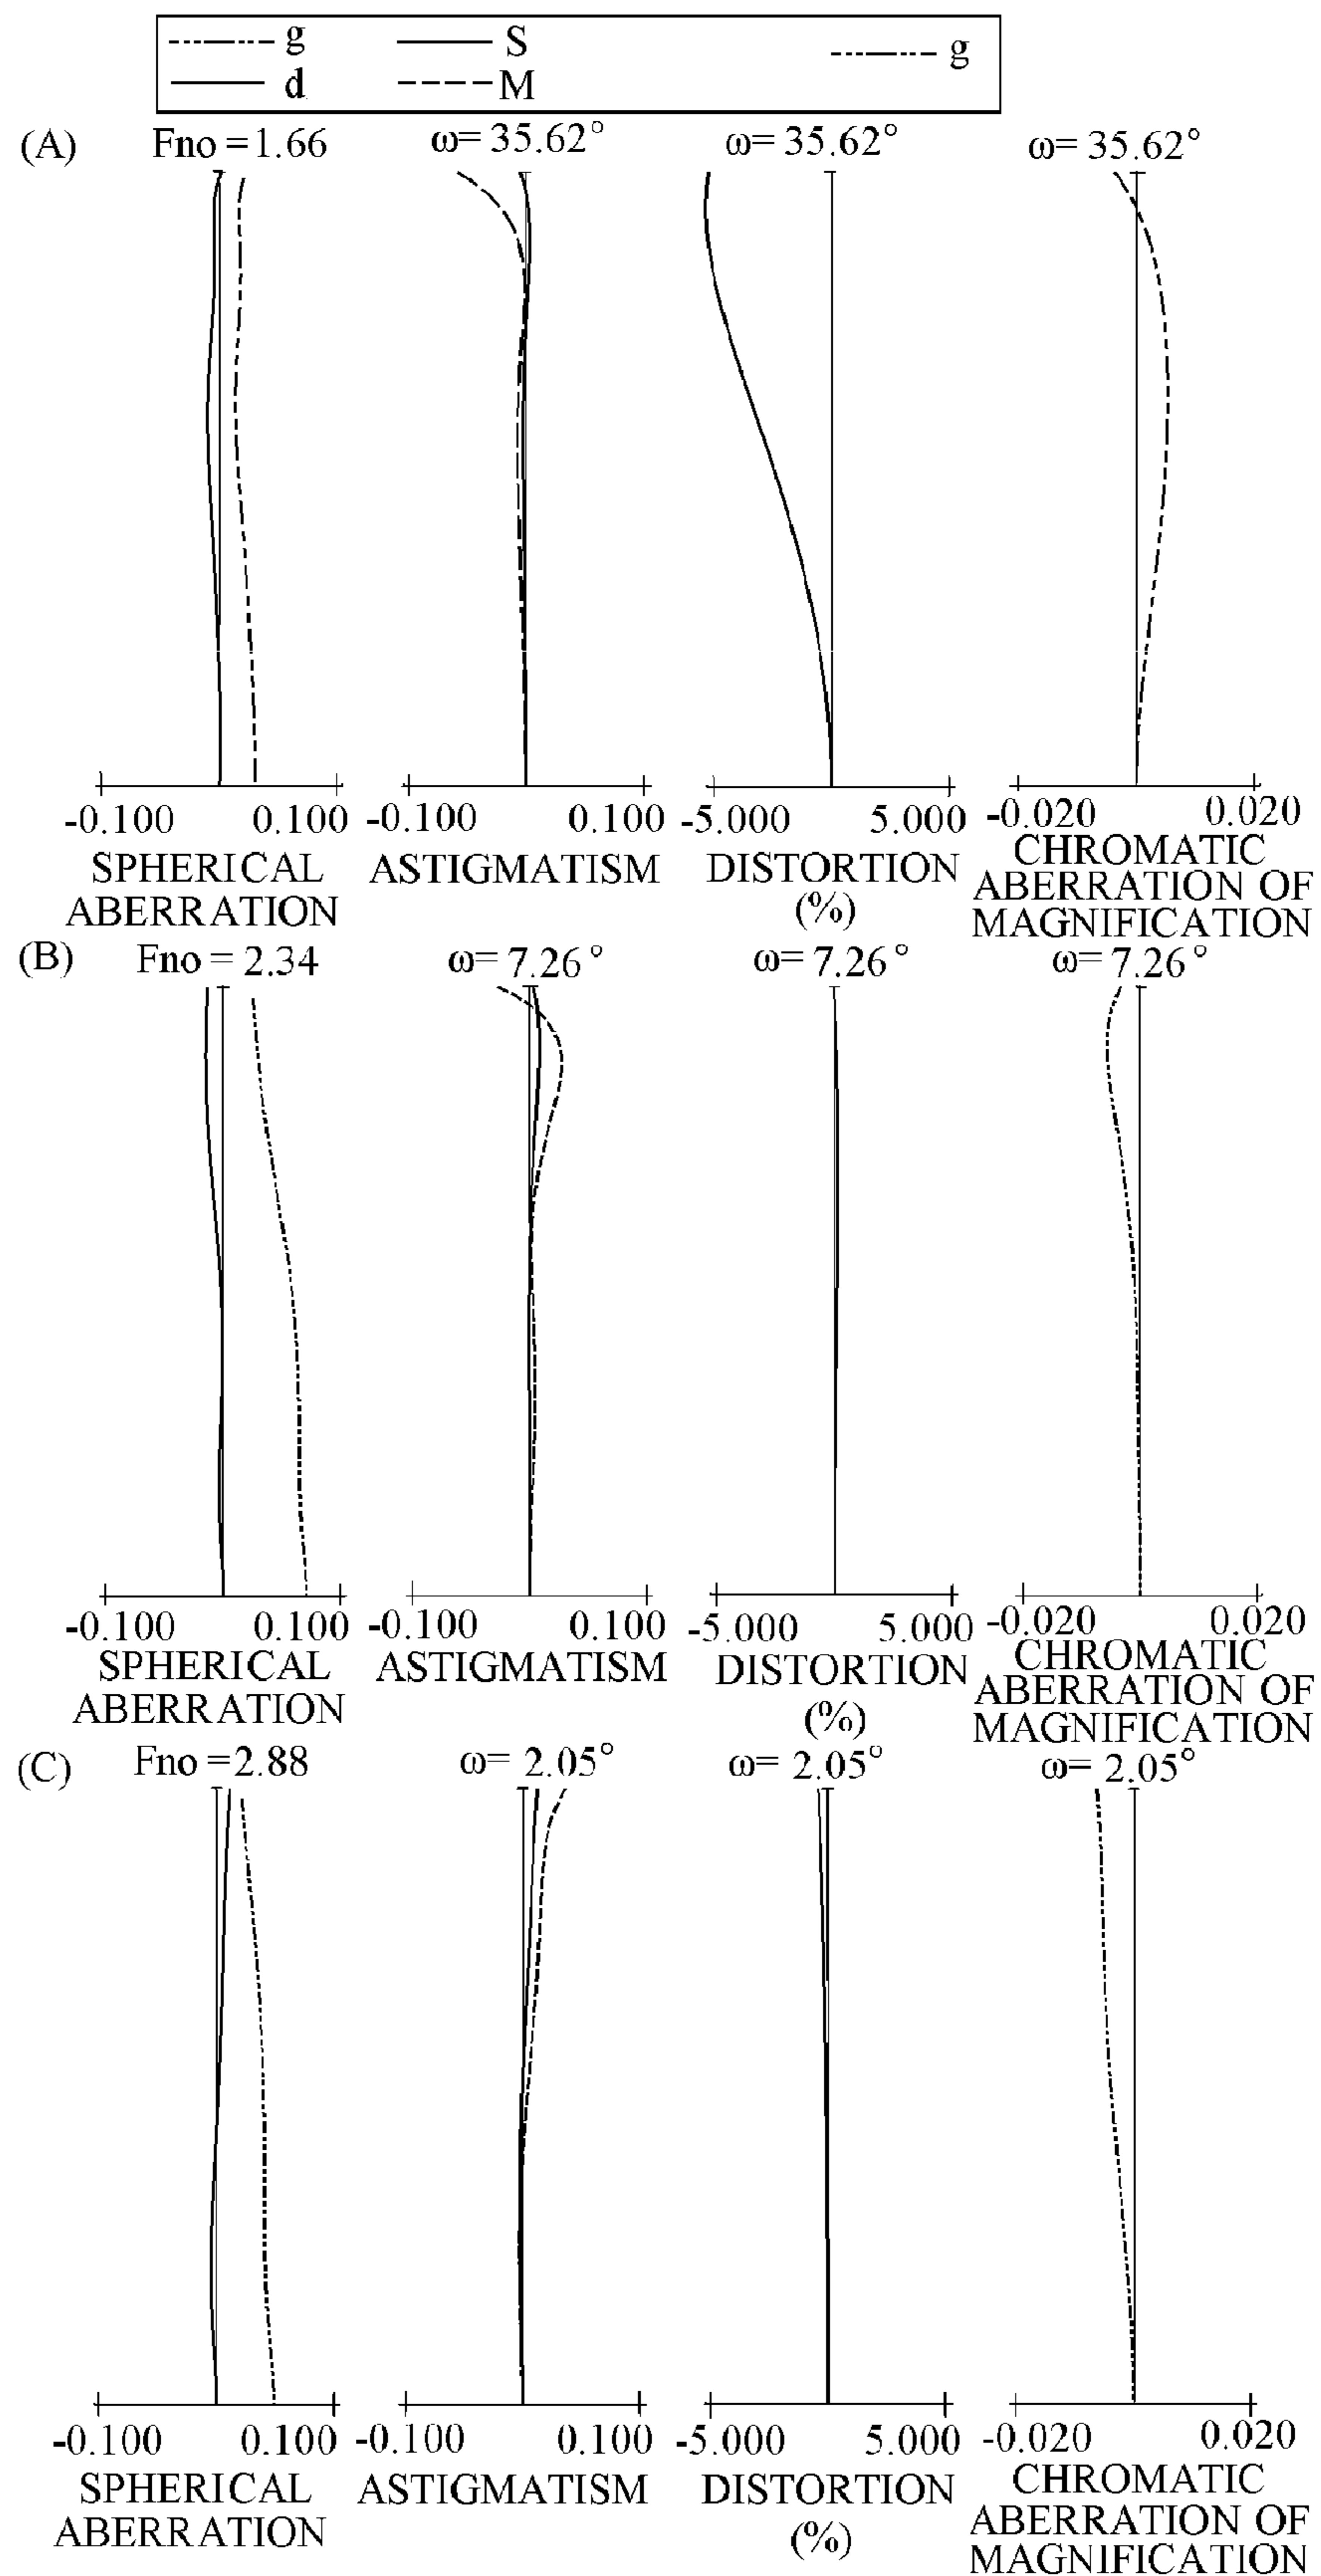 g S g
d M
(A) Fno =1.66 ω= 35.62° ω= 35.62° ω= 35.62°
-0.100 0.100 -0.100 0.100 -5.000 5.000 -0.020 0.020
SPHERICAL ABERRATION ASTIGMATISM DISTORTION (%) CHROMATIC ABERRATION OF MAGNIFICATION
(B) Fno = 2.34 ω= 7.26° ω= 7.26° ω= 7.26°
-0.100 0.100 -0.100 0.100 -5.000 5.000 -0.020 0.020
SPHERICAL ABERRATION ASTIGMATISM DISTORTION (%) CHROMATIC ABERRATION OF MAGNIFICATION
(C) Fno =2.88 ω= 2.05° ω= 2.05° ω= 2.05°
-0.100 0.100 -0.100 0.100 -5.000 5.000 -0.020 0.020
SPHERICAL ABERRATION ASTIGMATISM DISTORTION (%) CHROMATIC ABERRATION OF MAGNIFICATION